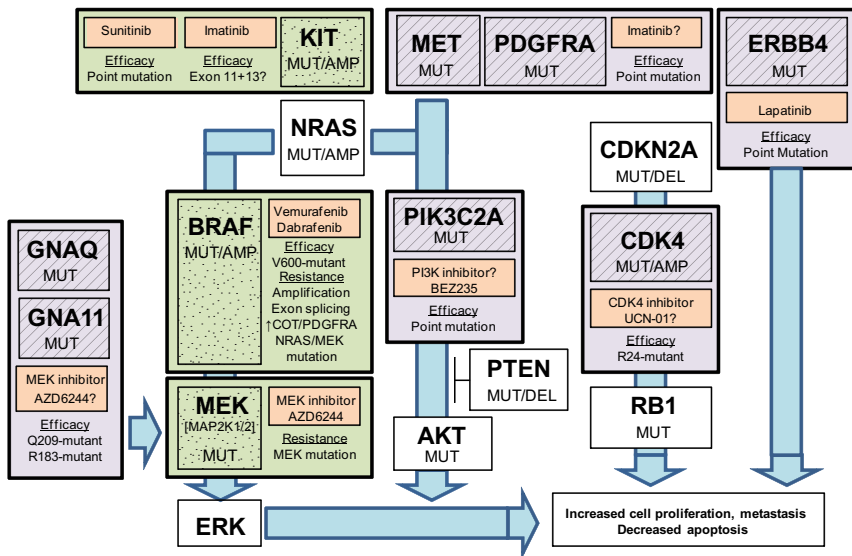 Sunitinib
Efficacy
Point mutation
Imatinib
Efficacy
Exon 11+13?
KIT
MUT/AMP
MET
MUT
PDGFRA
MUT
Imatinib?
Efficacy
Point mutation
ERBB4
MUT
Lapatinib
Efficacy
Point Mutation
NRAS
MUT/AMP
CDKN2A
MUT/DEL
GNAQ
MUT
GNA11
MUT
MEK inhibitor
AZD6244?
Efficacy
Q209-mutant
R183-mutant
BRAF
MUT/AMP
Vemurafenib
Dabrafenib
Efficacy
V600-mutant
Resistance
Amplification
Exon splicing
↑COT/PDGFRA
NRAS/MEK
mutation
PIK3C2A
MUT
PI3K inhibitor?
BEZ235
Efficacy
Point mutation
CDK4
MUT/AMP
CDK4 inhibitor
UCN-01?
Efficacy
R24-mutant
MEK
[MAP2K1/2]
MUT
MEK inhibitor
AZD6244
Resistance
MEK mutation
PTEN
MUT/DEL
AKT
MUT
RB1
MUT
ERK
Increased cell proliferation, metastasis
Decreased apoptosis